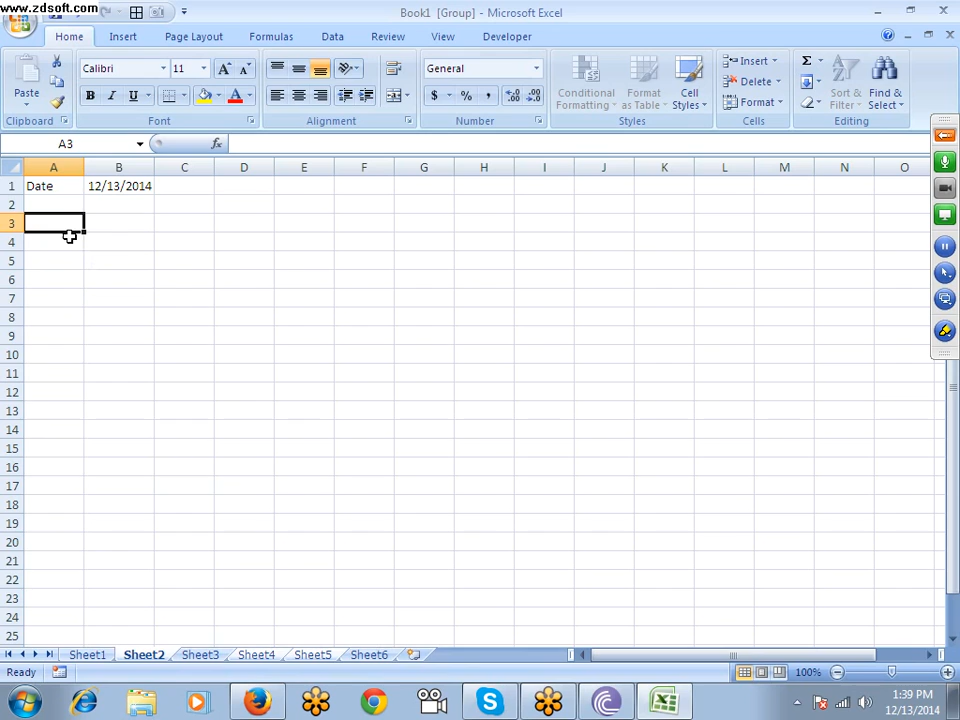 www.zdsoft.com
Book1 [Group] - Microsoft Excel
Home Insert Page Layout Formulas Data Review View Developer
Paste
Calibri 11
B I U
General
$ % ,
Conditional Formatting
Format as Table
Cell Styles
Insert
Delete
Format
Σ
Sort & Filter
Find & Select
Clipboard Font Alignment Number Styles Cells Editing
A3 fx
A B C D E F G H I J K L M N O
1 Date 12/13/2014
2
3
4
5
6
7
8
9
10
11
12
13
14
15
16
17
18
19
20
21
22
23
24
25
Sheet1 Sheet2 Sheet3 Sheet4 Sheet5 Sheet6
Ready 100%
1:39 PM
12/13/2014